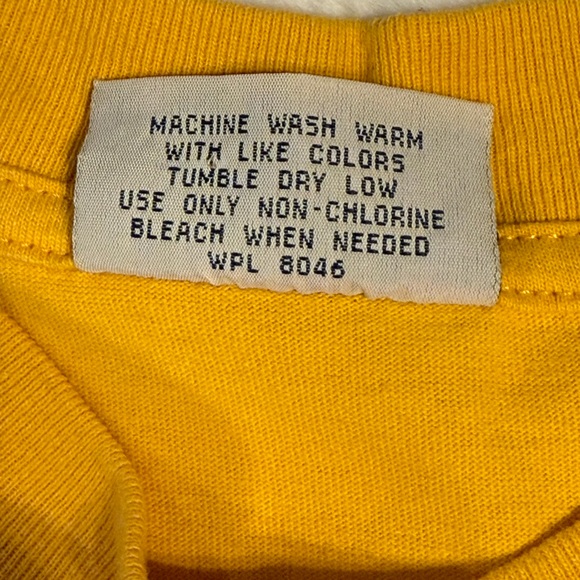 MACHINE WASH WARM
WITH LIKE COLORS
TUMBLE DRY LOW
USE ONLY NON-CHLORINE
BLEACH WHEN NEEDED
WPL 8046